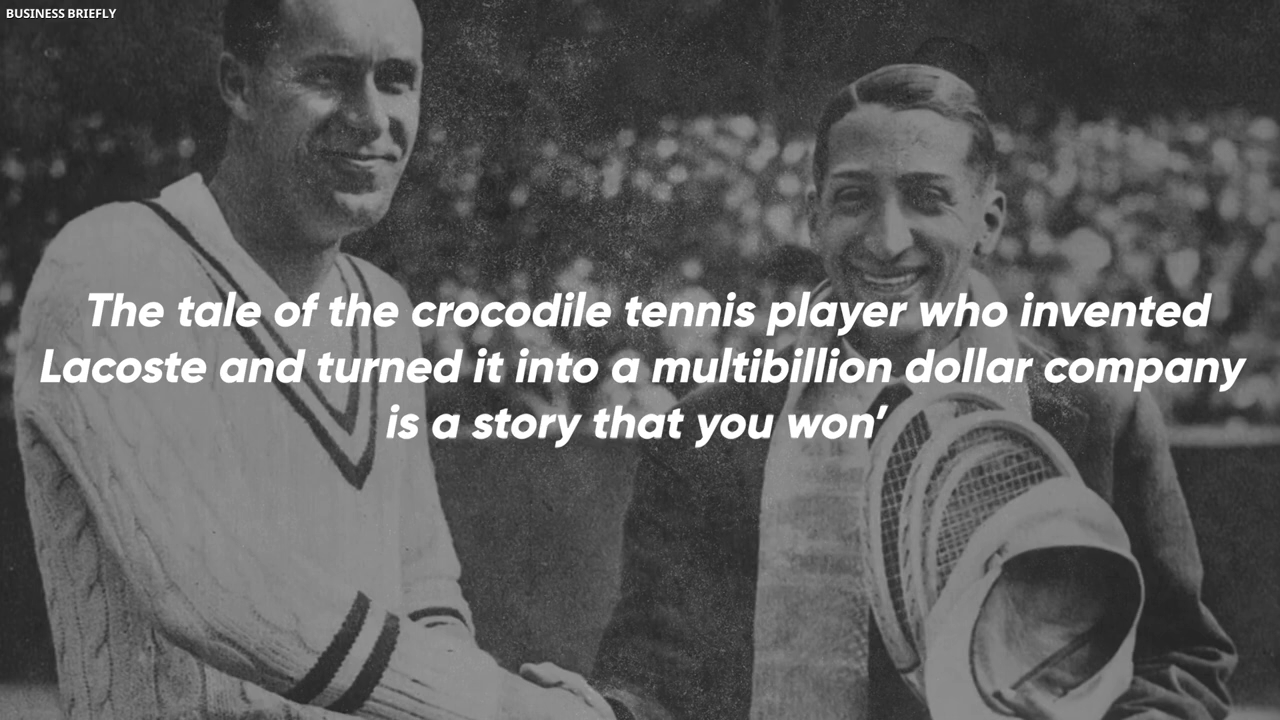 BUSINESS BRIEFLY
The tale of the crocodile tennis player who invented
Lacoste and turned it into a multibillion dollar company
is a story that you won’